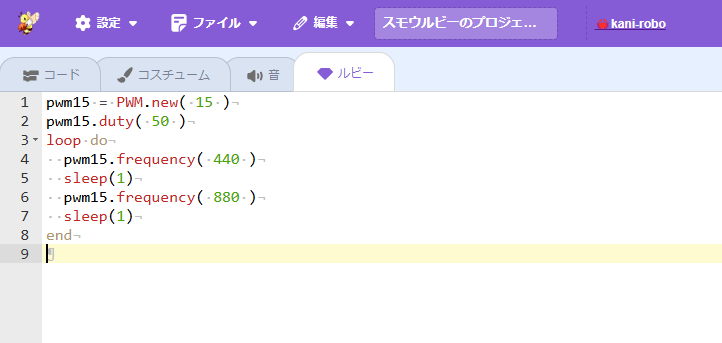 設定 ファイル 編集 スモウルビーのプロジェ... kani-robo
コード コスチューム 音 ルビー
1 pwm15 = PWM.new( 15 )
2 pwm15.duty( 50 )
3 loop do
4 pwm15.frequency( 440 )
5 sleep(1)
6 pwm15.frequency( 880 )
7 sleep(1)
8 end
9